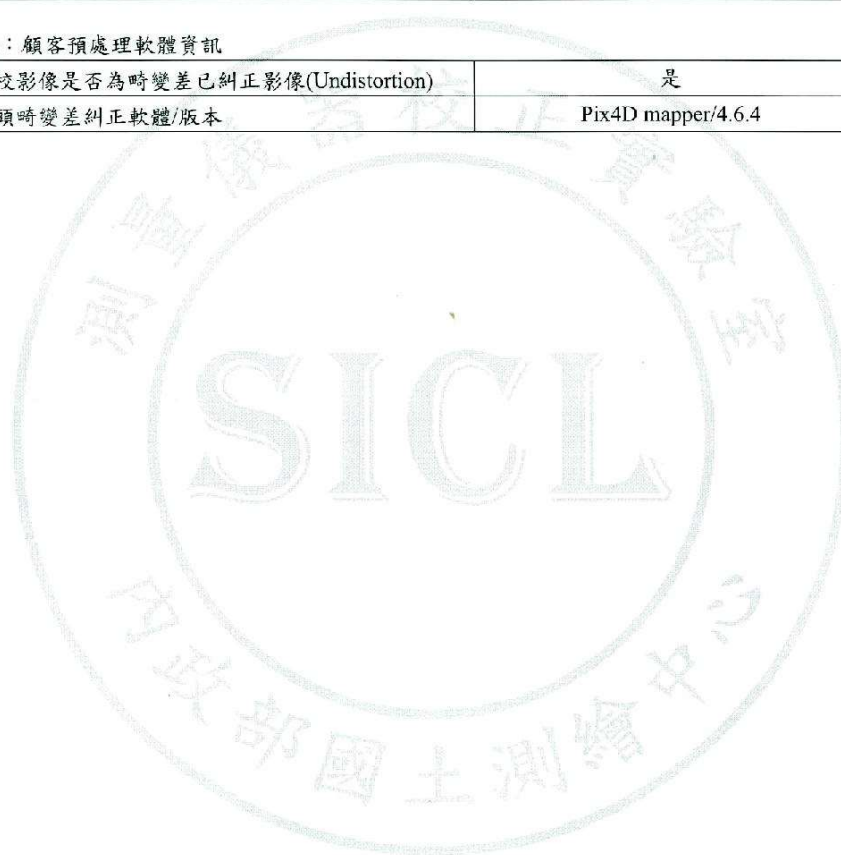 ：顧客預處理軟體資訊
校影像是否為畸變差已糾正影像(Undistortion) 是
頭畸變差糾正軟體/版本 Pix4D mapper/4.6.4
測量儀器校正實驗室
SICL
內政部國土測繪中心